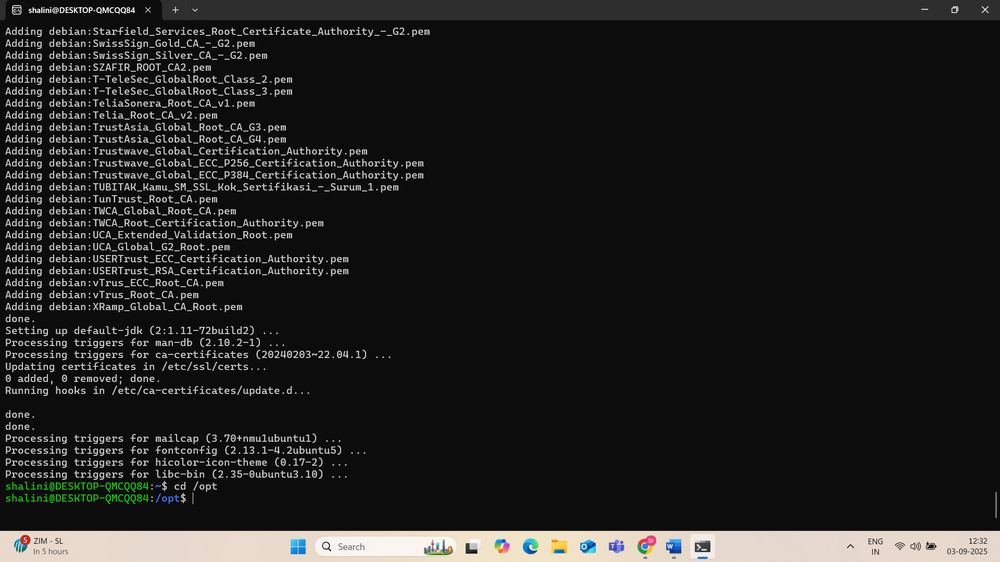 shalini@DESKTOP-QMCQQ84
Adding debian:Starfield_Services_Root_Certificate_Authority_-_G2.pem
Adding debian:SwissSign_Gold_CA_-_G2.pem
Adding debian:SwissSign_Silver_CA_-_G2.pem
Adding debian:SZAFIR_ROOT_CA2.pem
Adding debian:T-TeleSec_GlobalRoot_Class_2.pem
Adding debian:T-TeleSec_GlobalRoot_Class_3.pem
Adding debian:TeliaSonera_Root_CA_v1.pem
Adding debian:Telia_Root_CA_v2.pem
Adding debian:TrustAsia_Global_Root_CA_G3.pem
Adding debian:TrustAsia_Global_Root_CA_G4.pem
Adding debian:Trustwave_Global_Certification_Authority.pem
Adding debian:Trustwave_Global_ECC_P256_Certification_Authority.pem
Adding debian:Trustwave_Global_ECC_P384_Certification_Authority.pem
Adding debian:TUBITAK_Kamu_SM_SSL_Kok_Sertifikasi_-_Surum_1.pem
Adding debian:TunTrust_Root_CA.pem
Adding debian:TWCA_Global_Root_CA.pem
Adding debian:TWCA_Root_Certification_Authority.pem
Adding debian:UCA_Extended_Validation_Root.pem
Adding debian:UCA_Global_G2_Root.pem
Adding debian:USERTrust_ECC_Certification_Authority.pem
Adding debian:USERTrust_RSA_Certification_Authority.pem
Adding debian:vTrus_ECC_Root_CA.pem
Adding debian:vTrus_Root_CA.pem
Adding debian:XRamp_Global_CA_Root.pem
done.
Setting up default-jdk (2:1.11-72build2) ...
Processing triggers for man-db (2.10.2-1) ...
Processing triggers for ca-certificates (20240203~22.04.1) ...
Updating certificates in /etc/ssl/certs...
0 added, 0 removed; done.
Running hooks in /etc/ca-certificates/update.d...
done.
done.
Processing triggers for mailcap (3.70+nmu1ubuntu1) ...
Processing triggers for fontconfig (2.13.1-4.2ubuntu5) ...
Processing triggers for hicolor-icon-theme (0.17-2) ...
Processing triggers for libc-bin (2.35-0ubuntu3.10) ...
shalini@DESKTOP-QMCQQ84:~$ cd /opt
shalini@DESKTOP-QMCQQ84:/opt$
5
ZIM - SL
In 5 hours
Search
Sr
ENG
IN
12:32
03-09-2025